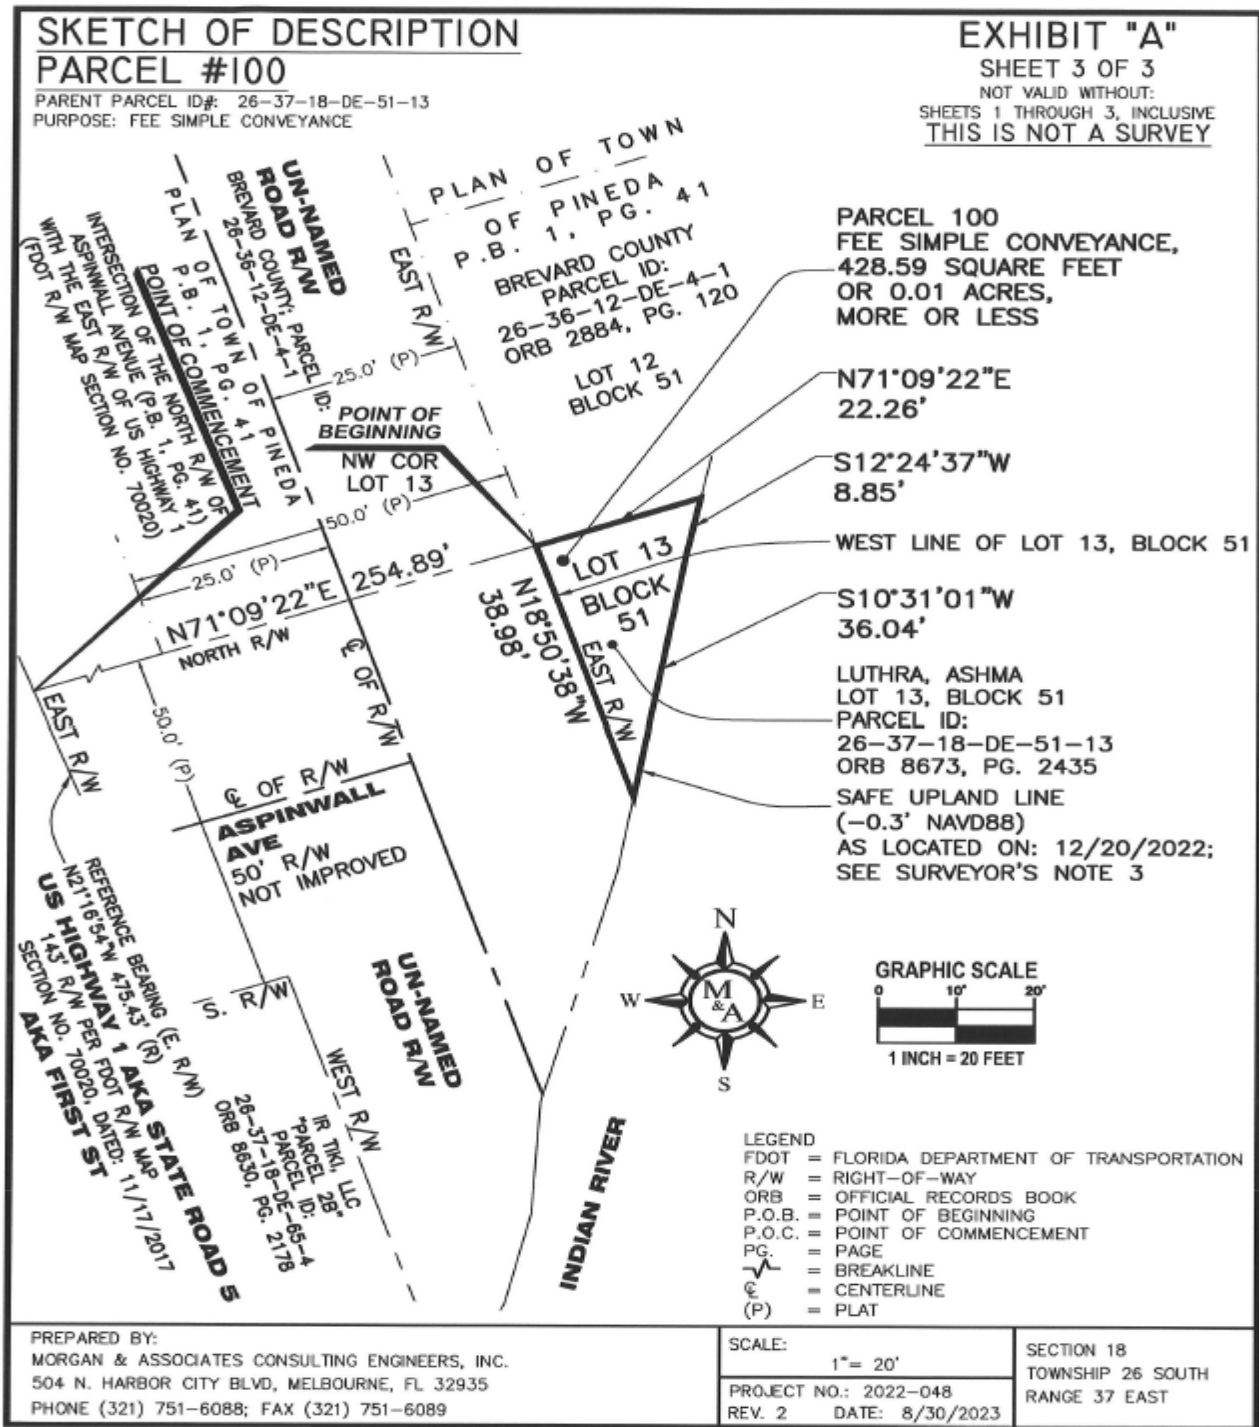 SKETCH OF DESCRIPTION
PARCEL #100
PARENT PARCEL ID#: 26-37-18-DE-51-13
PURPOSE: FEE SIMPLE CONVEYANCE
EXHIBIT "A"
SHEET 3 OF 3
NOT VALID WITHOUT:
SHEETS 1 THROUGH 3, INCLUSIVE
THIS IS NOT A SURVEY
POINT OF COMMENCEMENT
INTERSECTION OF THE NORTH R/W OF
ASPINWALL AVENUE (P.B. 1, PG. 41)
WITH THE EAST R/W OF US HIGHWAY 1
(FDOT R/W MAP SECTION NO. 70020)
PLAN OF TOWN OF PINEDA
P.B. 1, PG. 41
UN-NAMED
ROAD R/W
BREVARD COUNTY; PARCEL ID:
26-36-12-DE-4-1
EAST R/W
PLAN OF TOWN
OF PINEDA
P.B. 1, PG. 41
BREVARD COUNTY
PARCEL ID:
26-36-12-DE-4-1
ORB 2884, PG. 120
LOT 12
BLOCK 51
25.0' (P)
POINT OF
BEGINNING
NW COR
LOT 13
50.0' (P)
25.0' (P)
N71°09'22"E 254.89'
NORTH R/W
PARCEL 100
FEE SIMPLE CONVEYANCE,
428.59 SQUARE FEET
OR 0.01 ACRES,
MORE OR LESS
N71°09'22"E
22.26'
S12°24'37"W
8.85'
WEST LINE OF LOT 13, BLOCK 51
S10°31'01"W
36.04'
LUTHRA, ASHMA
LOT 13, BLOCK 51
PARCEL ID:
26-37-18-DE-51-13
ORB 8673, PG. 2435
SAFE UPLAND LINE
(-0.3' NAVD88)
AS LOCATED ON: 12/20/2022;
SEE SURVEYOR'S NOTE 3
LOT 13
BLOCK
51
EAST R/W
N18°50'38"W
38.98'
℄ OF R/W
EAST R/W
50.0' (P)
℄ OF R/W
ASPINWALL
AVE
50' R/W
NOT IMPROVED
S. R/W
WEST R/W
UN-NAMED
ROAD R/W
REFERENCE BEARING (E. R/W)
N21°16'54"W 475.43' (R)
US HIGHWAY 1 AKA STATE ROAD 5
143' R/W PER FDOT R/W MAP
SECTION NO. 70020, DATED: 11/17/2017
AKA FIRST ST
IR TIKI, LLC
"PARCEL 2B"
PARCEL ID:
26-37-18-DE-65-4
ORB 8630, PG. 2178
INDIAN RIVER
N
W
E
S
M
&
A
GRAPHIC SCALE
0 10' 20'
1 INCH = 20 FEET
LEGEND
FDOT = FLORIDA DEPARTMENT OF TRANSPORTATION
R/W = RIGHT-OF-WAY
ORB = OFFICIAL RECORDS BOOK
P.O.B. = POINT OF BEGINNING
P.O.C. = POINT OF COMMENCEMENT
PG. = PAGE
= BREAKLINE
℄ = CENTERLINE
(P) = PLAT
PREPARED BY:
MORGAN & ASSOCIATES CONSULTING ENGINEERS, INC.
504 N. HARBOR CITY BLVD, MELBOURNE, FL 32935
PHONE (321) 751-6088; FAX (321) 751-6089
SCALE:
1"= 20'
PROJECT NO.: 2022-048
REV. 2 DATE: 8/30/2023
SECTION 18
TOWNSHIP 26 SOUTH
RANGE 37 EAST